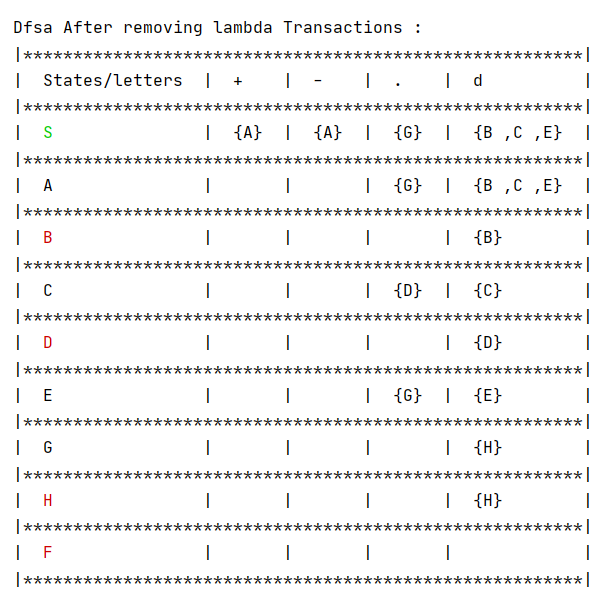 Dfsa After removing lambda Transactions :
|********************************************************|
|  States/letters  |  +    |  -    |  .    |  d          |
|********************************************************|
|  S               |  {A}  |  {A}  |  {G}  |  {B ,C ,E}  |
|********************************************************|
|  A               |       |       |  {G}  |  {B ,C ,E}  |
|********************************************************|
|  B               |       |       |       |  {B}        |
|********************************************************|
|  C               |       |       |  {D}  |  {C}        |
|********************************************************|
|  D               |       |       |       |  {D}        |
|********************************************************|
|  E               |       |       |  {G}  |  {E}        |
|********************************************************|
|  G               |       |       |       |  {H}        |
|********************************************************|
|  H               |       |       |       |  {H}        |
|********************************************************|
|  F               |       |       |       |             |
|********************************************************|